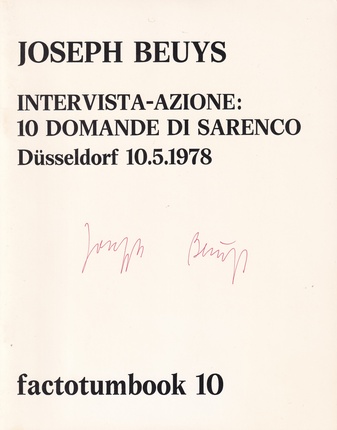 JOSEPH BEUYS
INTERVISTA-AZIONE:
10 DOMANDE DI SARENCO
Düsseldorf 10.5.1978
Joseph Beuys
factotumbook 10